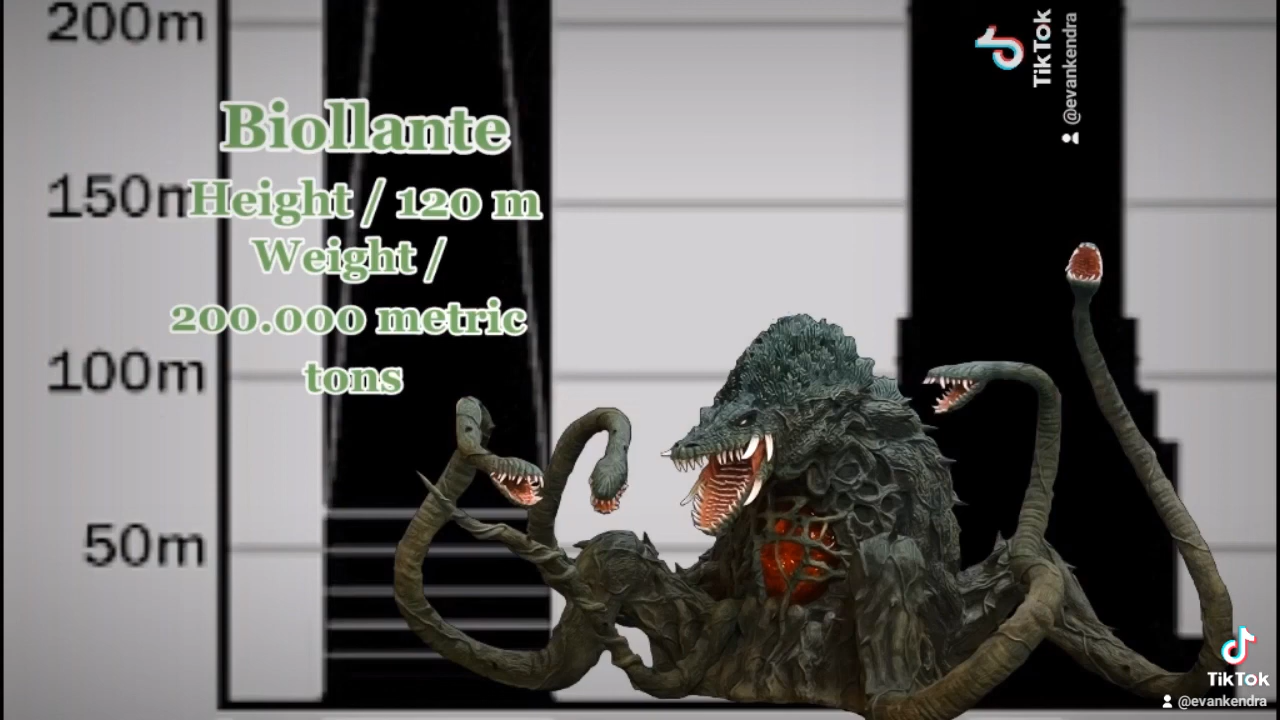 200m
150m
100m
50m
Biollante
Height / 120 m
Weight /
200.000 metric
tons
TikTok
@evankendra
TikTok
@evankendra